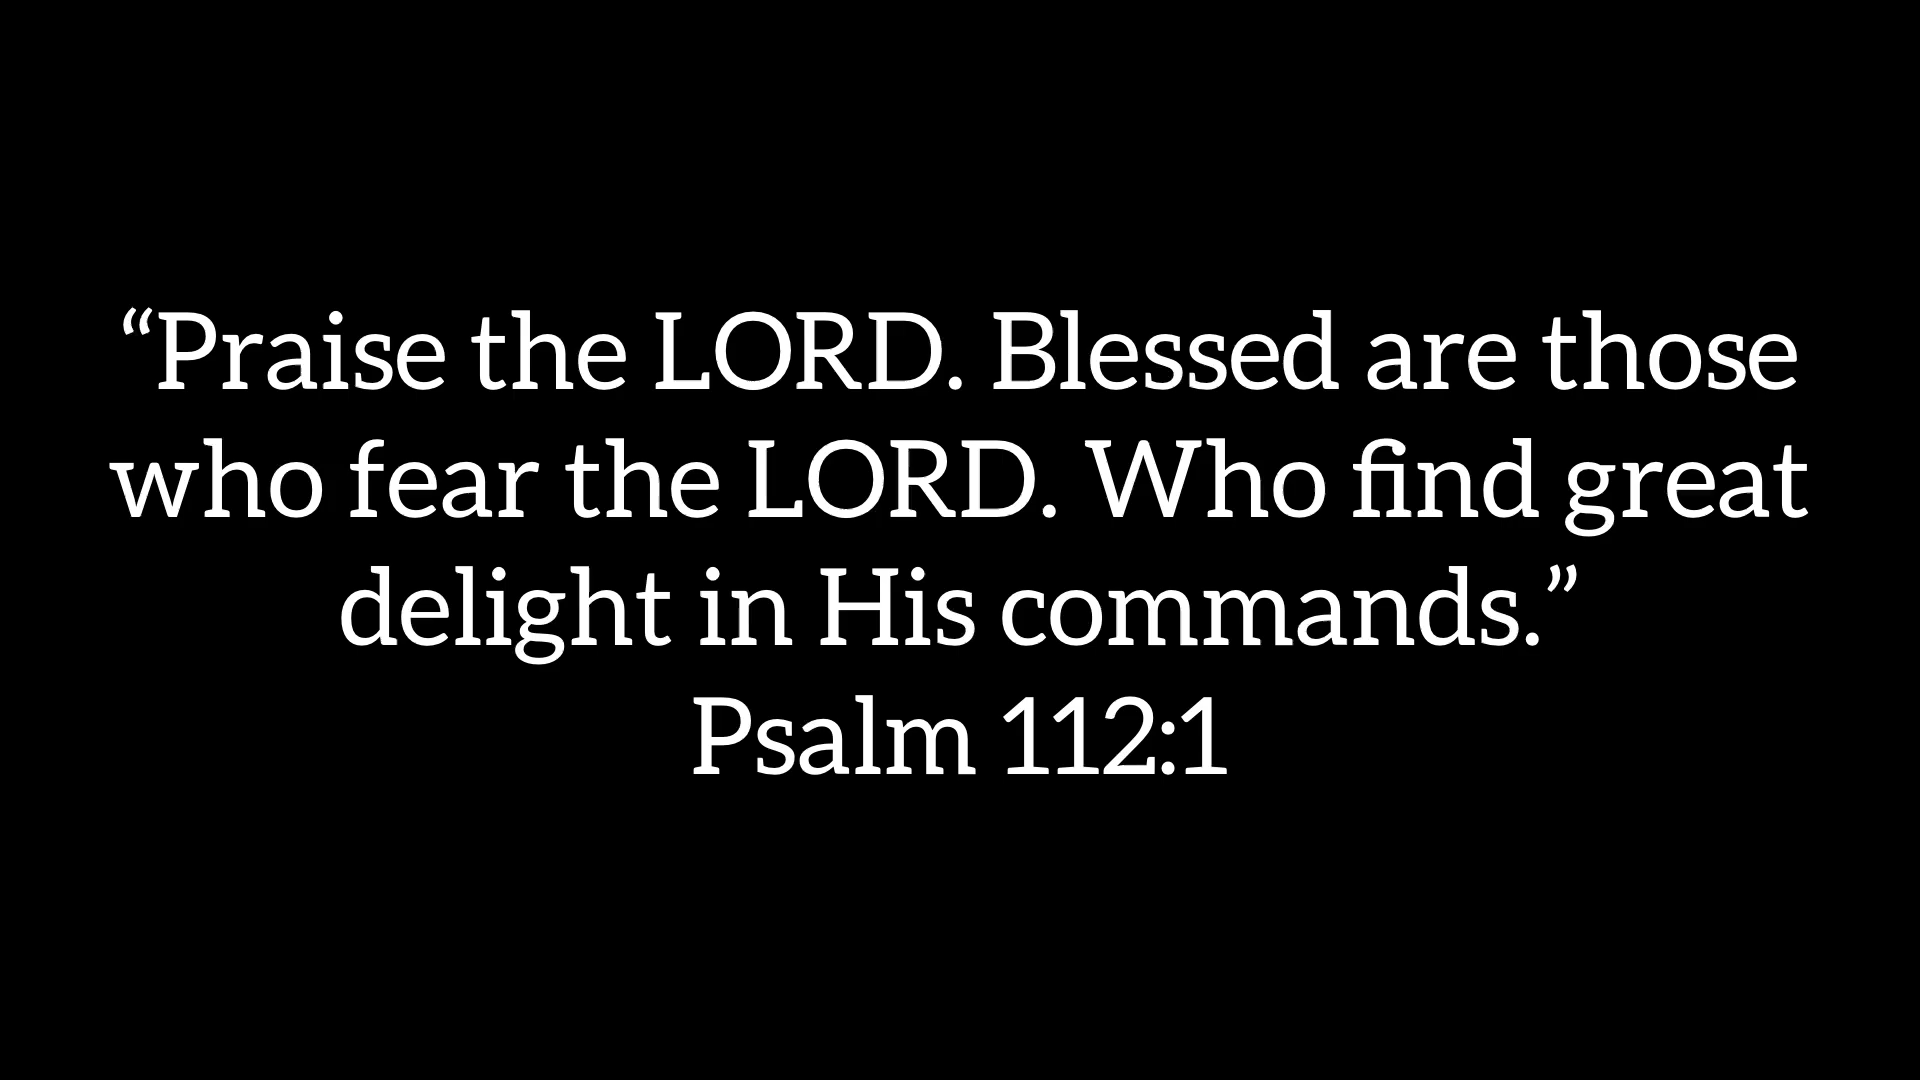 “Praise the LORD. Blessed are those
who fear the LORD. Who find great
delight in His commands.”
Psalm 112:1